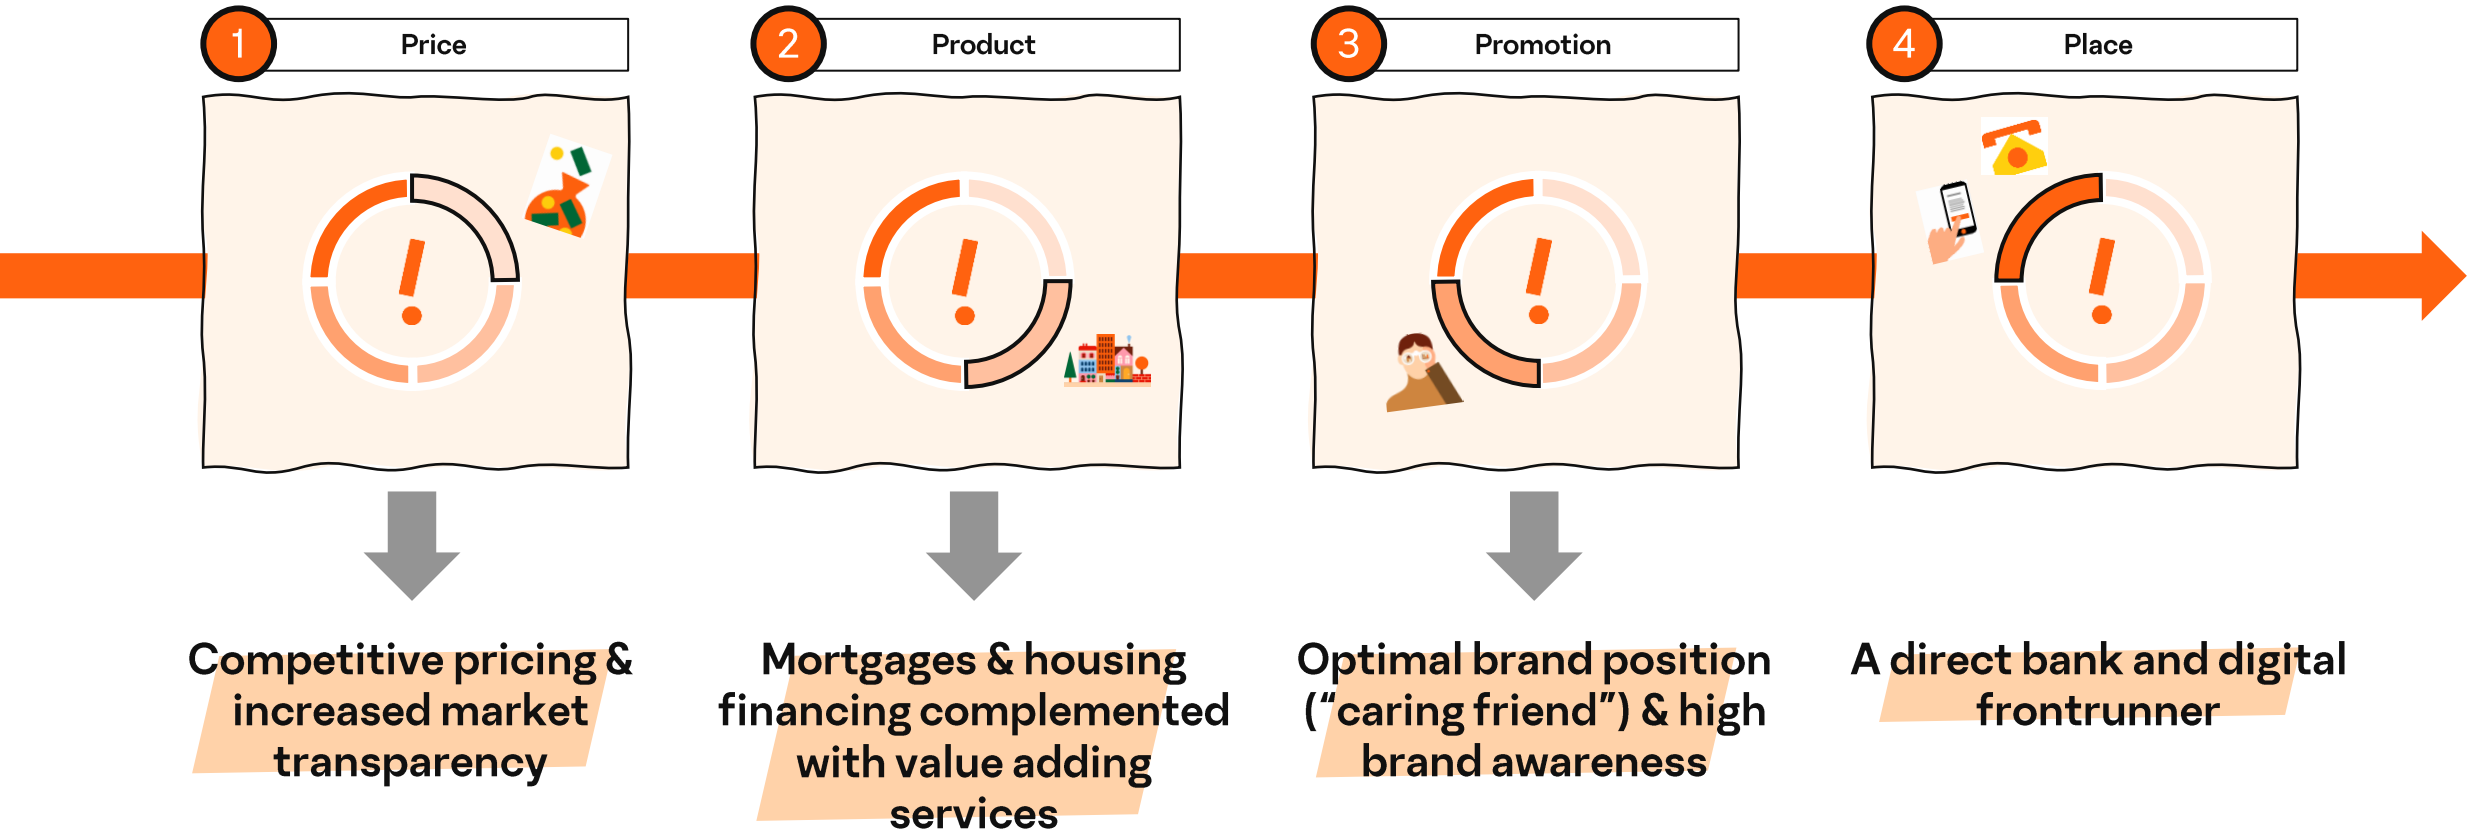 1
Price
2
Product
3
Promotion
4
Place
!
!
!
!
Competitive pricing &
increased market
transparency
Mortgages & housing
financing complemented
with value adding
services
Optimal brand position
(“caring friend”) & high
brand awareness
A direct bank and digital
frontrunner